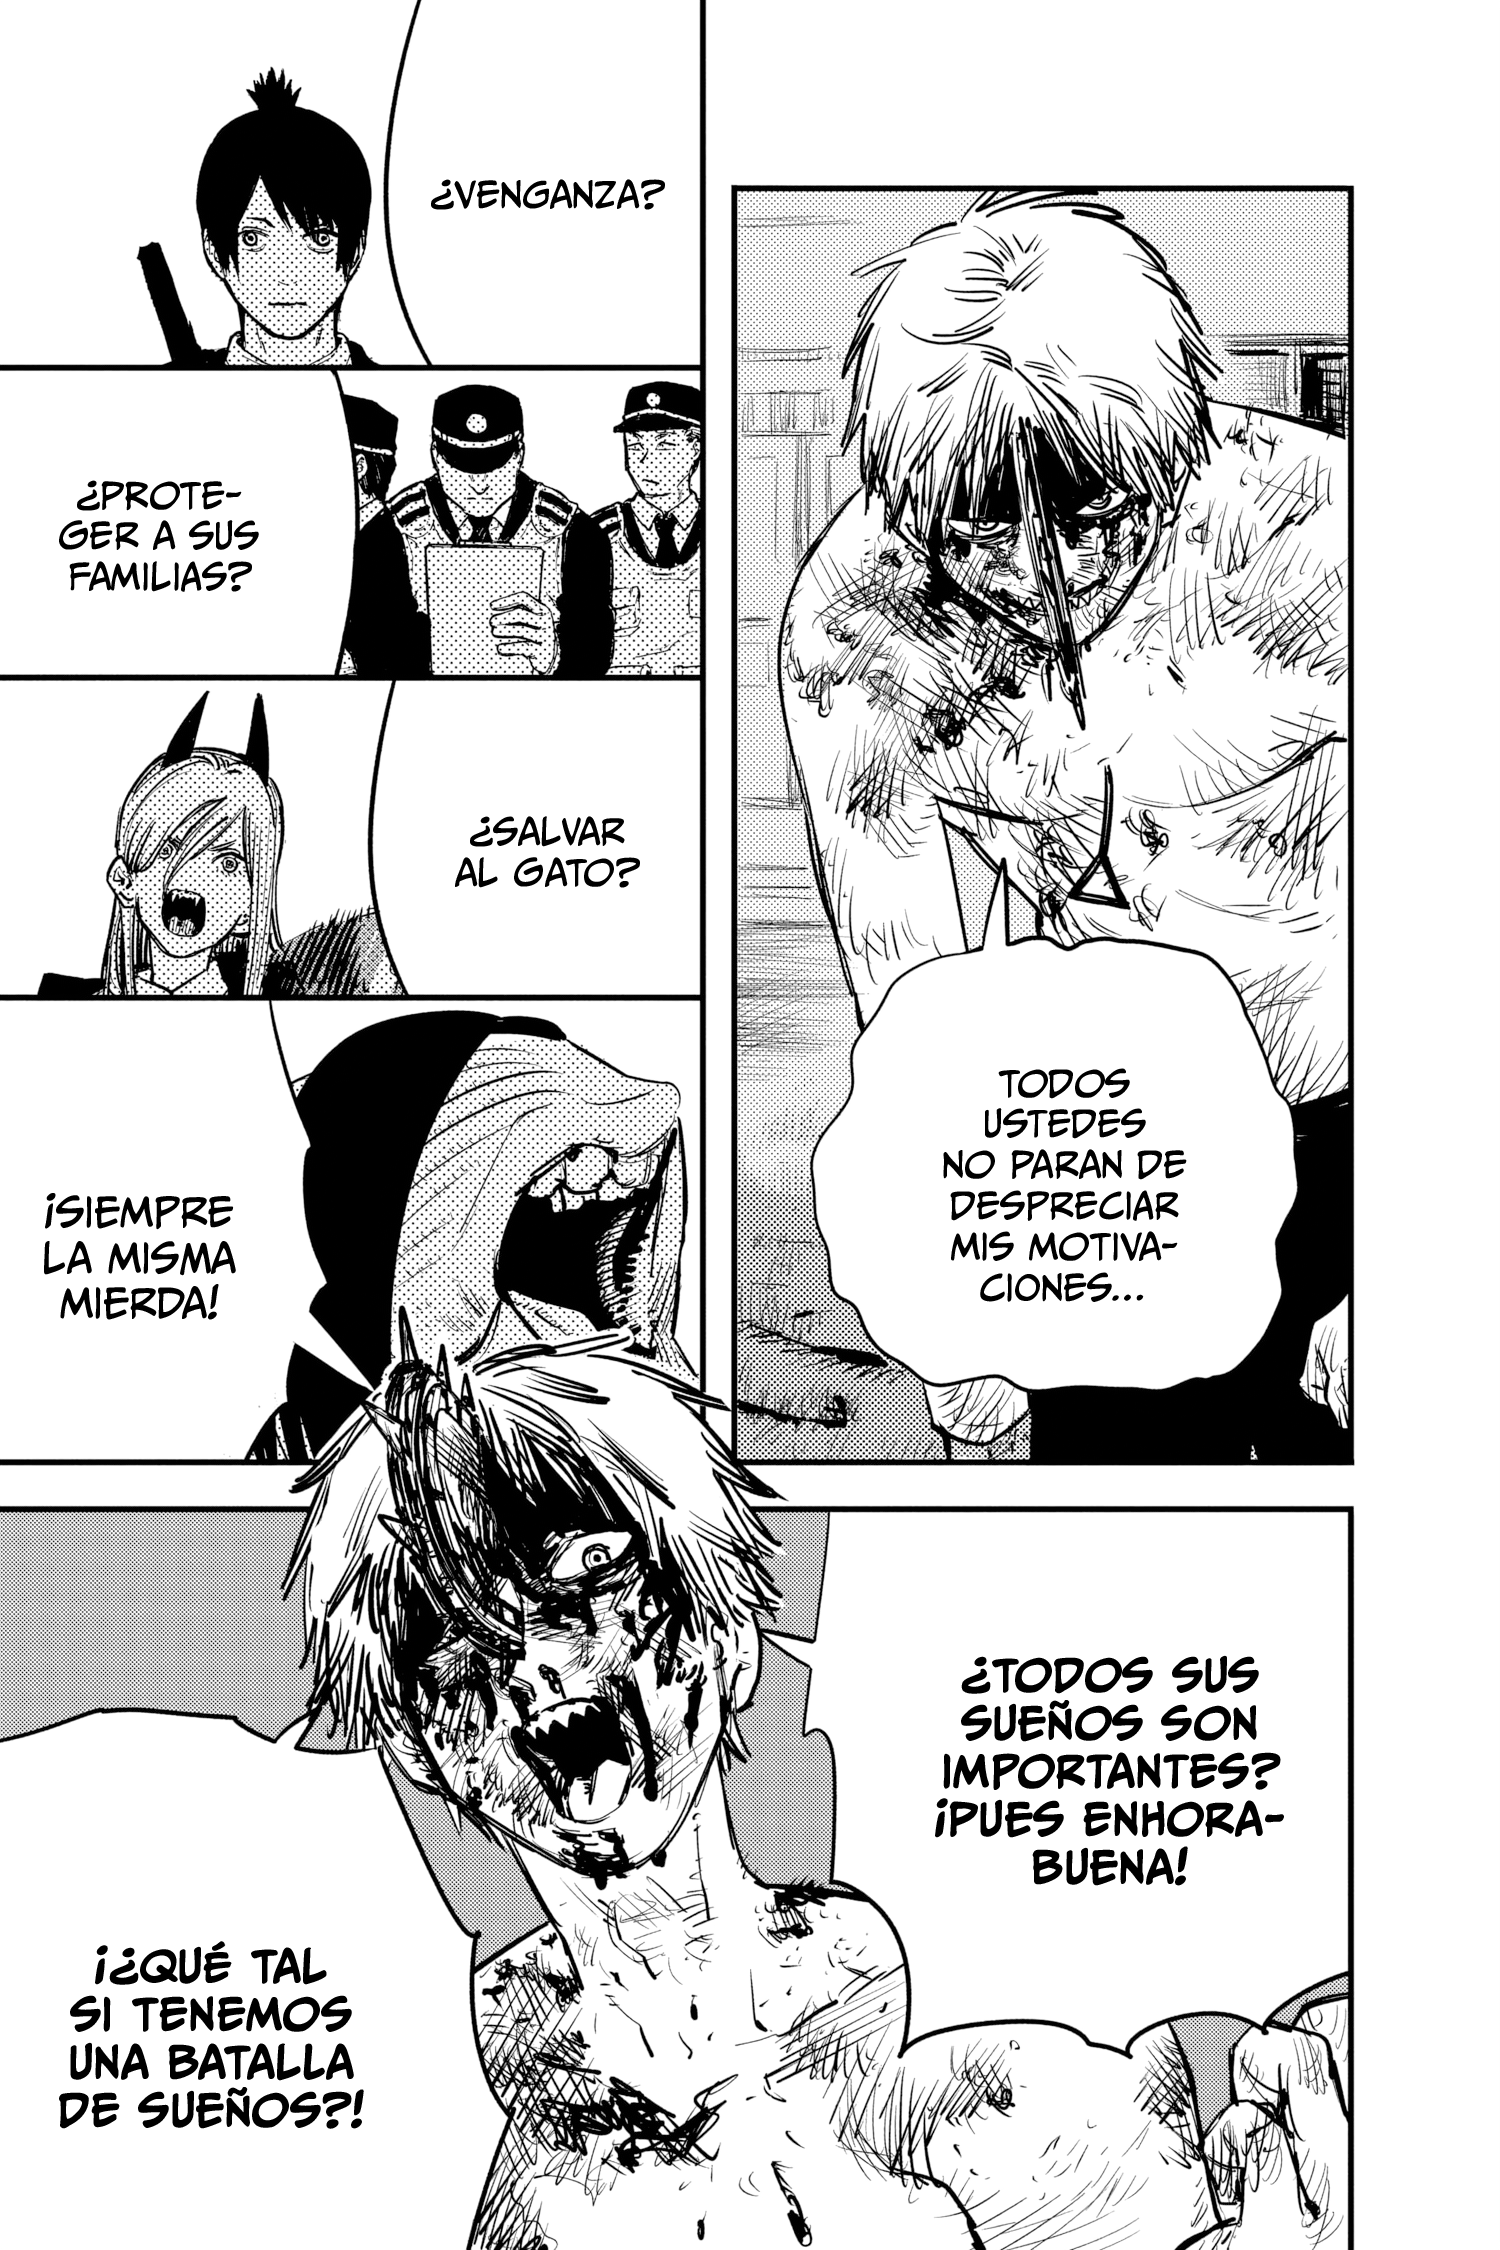 TODOS
USTEDES
NO PARAN DE
DESPRECIAR
MIS MOTIVA-
CIONES...
¿VENGANZA?
¿PROTE-
GER A SUS
FAMILIAS?
¿SALVAR
AL GATO?
¡SIEMPRE
LA MISMA
MIERDA!
¿TODOS SUS
SUEÑOS SON
IMPORTANTES?
¡PUES ENHORA-
BUENA!
¡¿QUÉ TAL
SI TENEMOS
UNA BATALLA
DE SUEÑOS?!